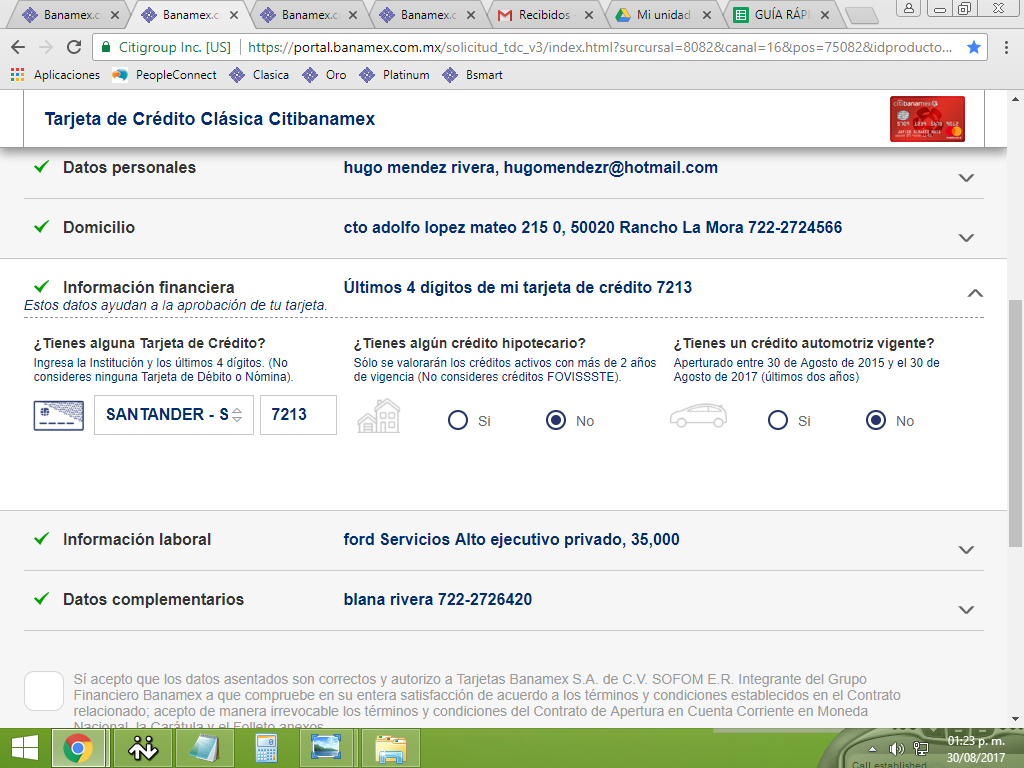 Banamex.c
Banamex.c
Banamex.c
Banamex.c
Recibidos
Mi unidad
GUÍA RÁPI
Citigroup Inc. [US]
https://portal.banamex.com.mx/solicitud_tdc_v3/index.html?surcursal=8082&canal=16&pos=75082&idproducto...
Aplicaciones
PeopleConnect
Clasica
Oro
Platinum
Bsmart
Tarjeta de Crédito Clásica Citibanamex
citibanamex
Datos personales
hugo mendez rivera, hugomendezr@hotmail.com
Domicilio
cto adolfo lopez mateo 215 0, 50020 Rancho La Mora 722-2724566
Información financiera
Últimos 4 dígitos de mi tarjeta de crédito 7213
Estos datos ayudan a la aprobación de tu tarjeta.
¿Tienes alguna Tarjeta de Crédito?
Ingresa la Institución y los últimos 4 dígitos. (No
consideres ninguna Tarjeta de Débito o Nómina).
SANTANDER - S
7213
¿Tienes algún crédito hipotecario?
Sólo se valorarán los créditos activos con más de 2 años
de vigencia (No consideres créditos FOVISSSTE).
Si
No
¿Tienes un crédito automotriz vigente?
Aperturado entre 30 de Agosto de 2015 y el 30 de
Agosto de 2017 (últimos dos años)
Si
No
Información laboral
ford Servicios Alto ejecutivo privado, 35,000
Datos complementarios
blana rivera 722-2726420
Sí acepto que los datos asentados son correctos y autorizo a Tarjetas Banamex S.A. de C.V. SOFOM E.R. Integrante del Grupo
Financiero Banamex a que compruebe en su entera satisfacción de acuerdo a los términos y condiciones establecidos en el Contrato
relacionado; acepto de manera irrevocable los términos y condiciones del Contrato de Apertura en Cuenta Corriente en Moneda
Nacional, la Carátula y el Folleto anexos.
01:23 p. m.
30/08/2017
Call established